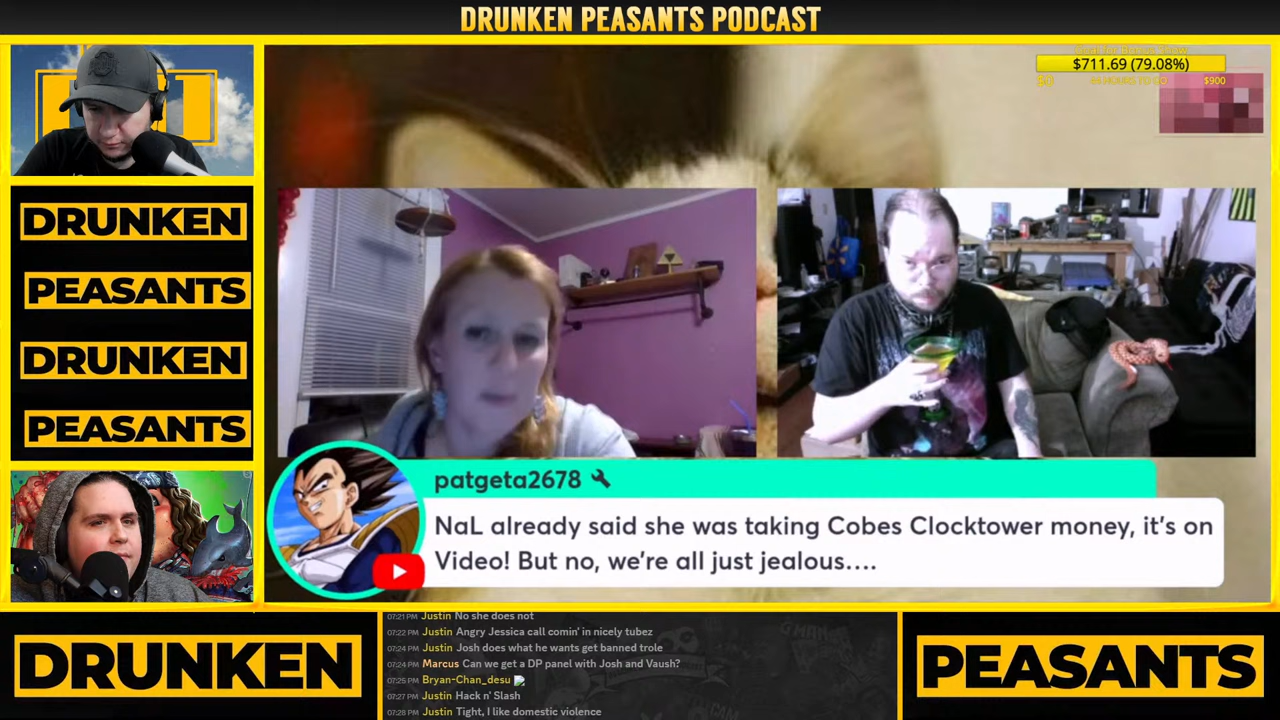 DRUNKEN PEASANTS PODCAST
$711.69 (79.08%)
$900
DRUNKEN
PEASANTS
DRUNKEN
PEASANTS
patgeta2678
NaL already said she was taking Cobes Clocktower money, it's on
Video! But no, we're all just jealous....
07:21 PM Justin No she does not
07:22 PM Justin Angry Jessica call comin' in nicely tubez
07:24 PM Justin Josh does what he wants get banned trole
07:24 PM Marcus Can we get a DP panel with Josh and Vaush?
07:25 PM Bryan-Chan_desu
07:27 PM Justin Hack n' Slash
07:28 PM Justin Tight, I like domestic violence
DRUNKEN
PEASANTS